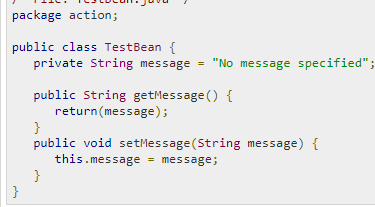 /* File: TestBean.java */
package action;
public class TestBean {
private String message = "No message specified";
public String getMessage() {
return(message);
}
public void setMessage(String message) {
this.message = message;
}
}